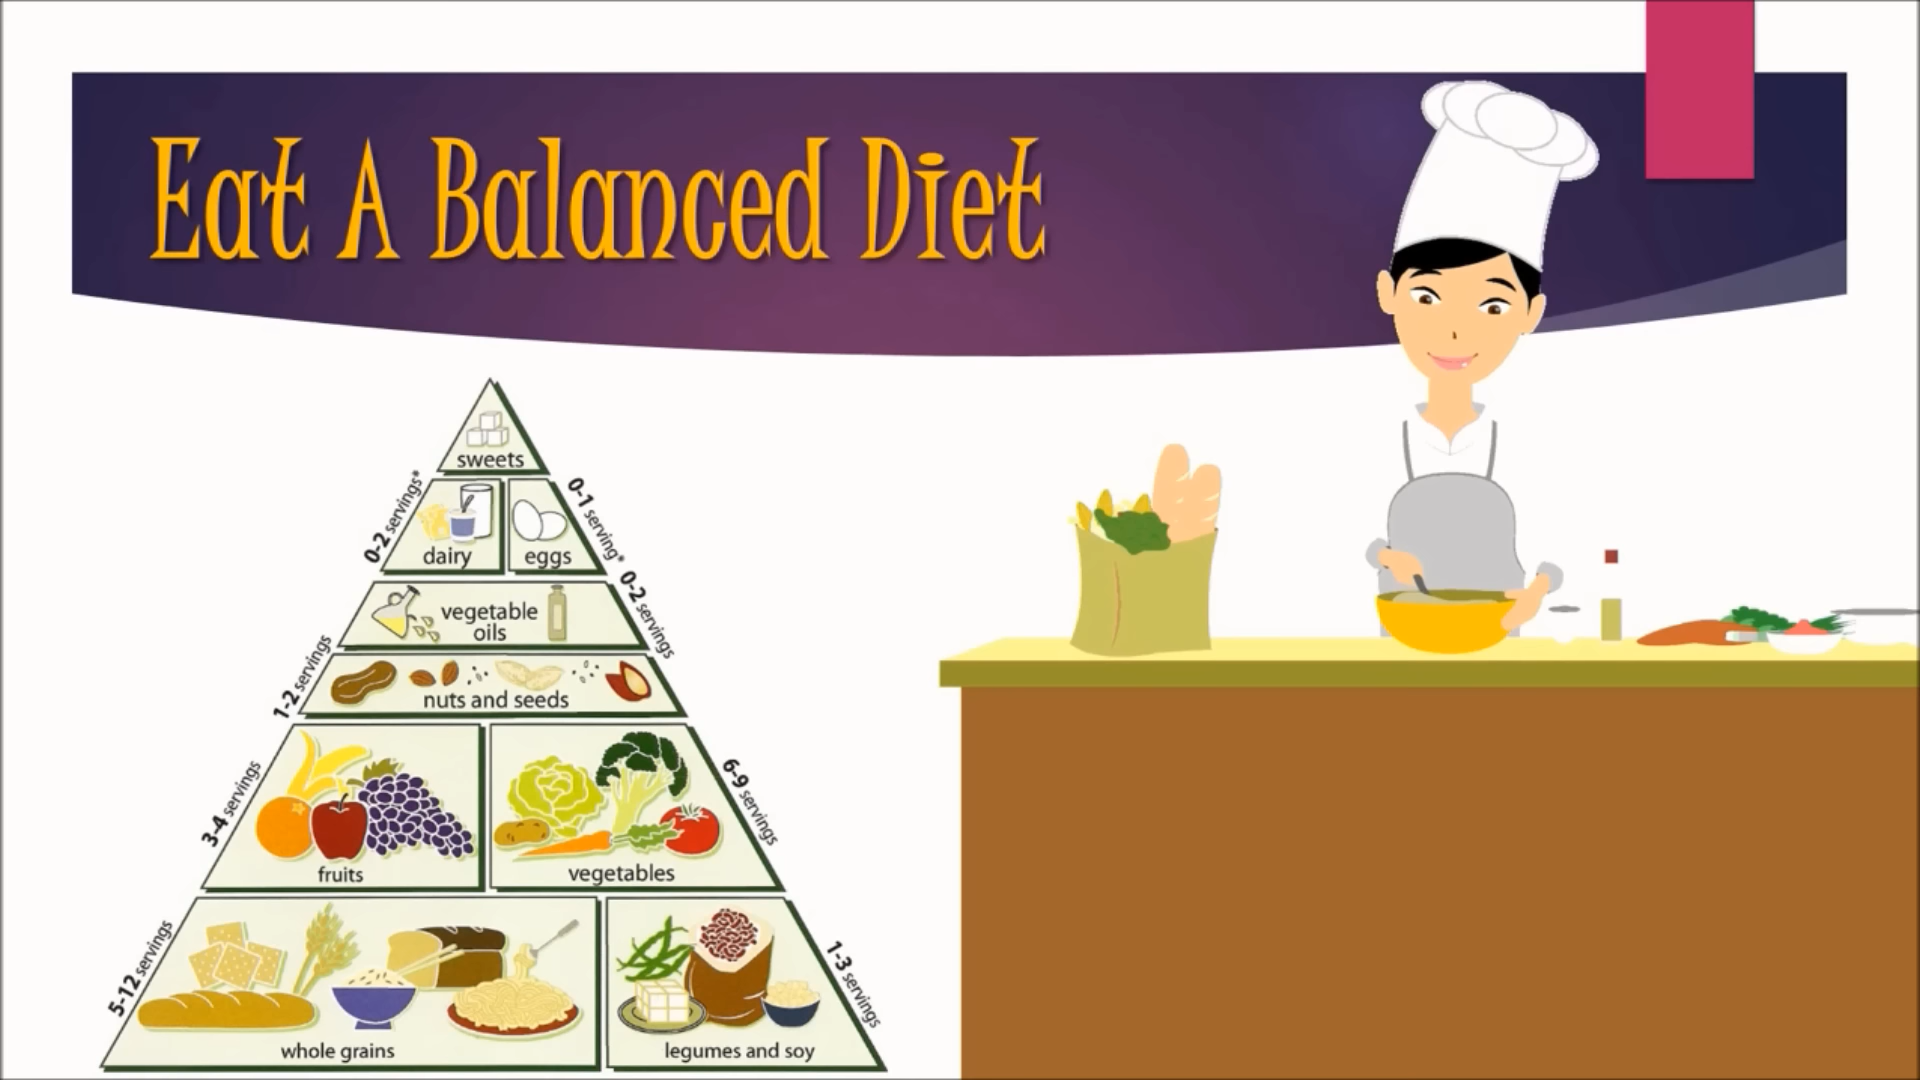 Eat A Balanced Diet
sweets
0-2 servings*
dairy
eggs
0-1 serving*
vegetable
oils
0-2 servings
1-2 servings
nuts and seeds
3-4 servings
fruits
vegetables
6-9 servings
5-12 servings
whole grains
legumes and soy
1-3 servings